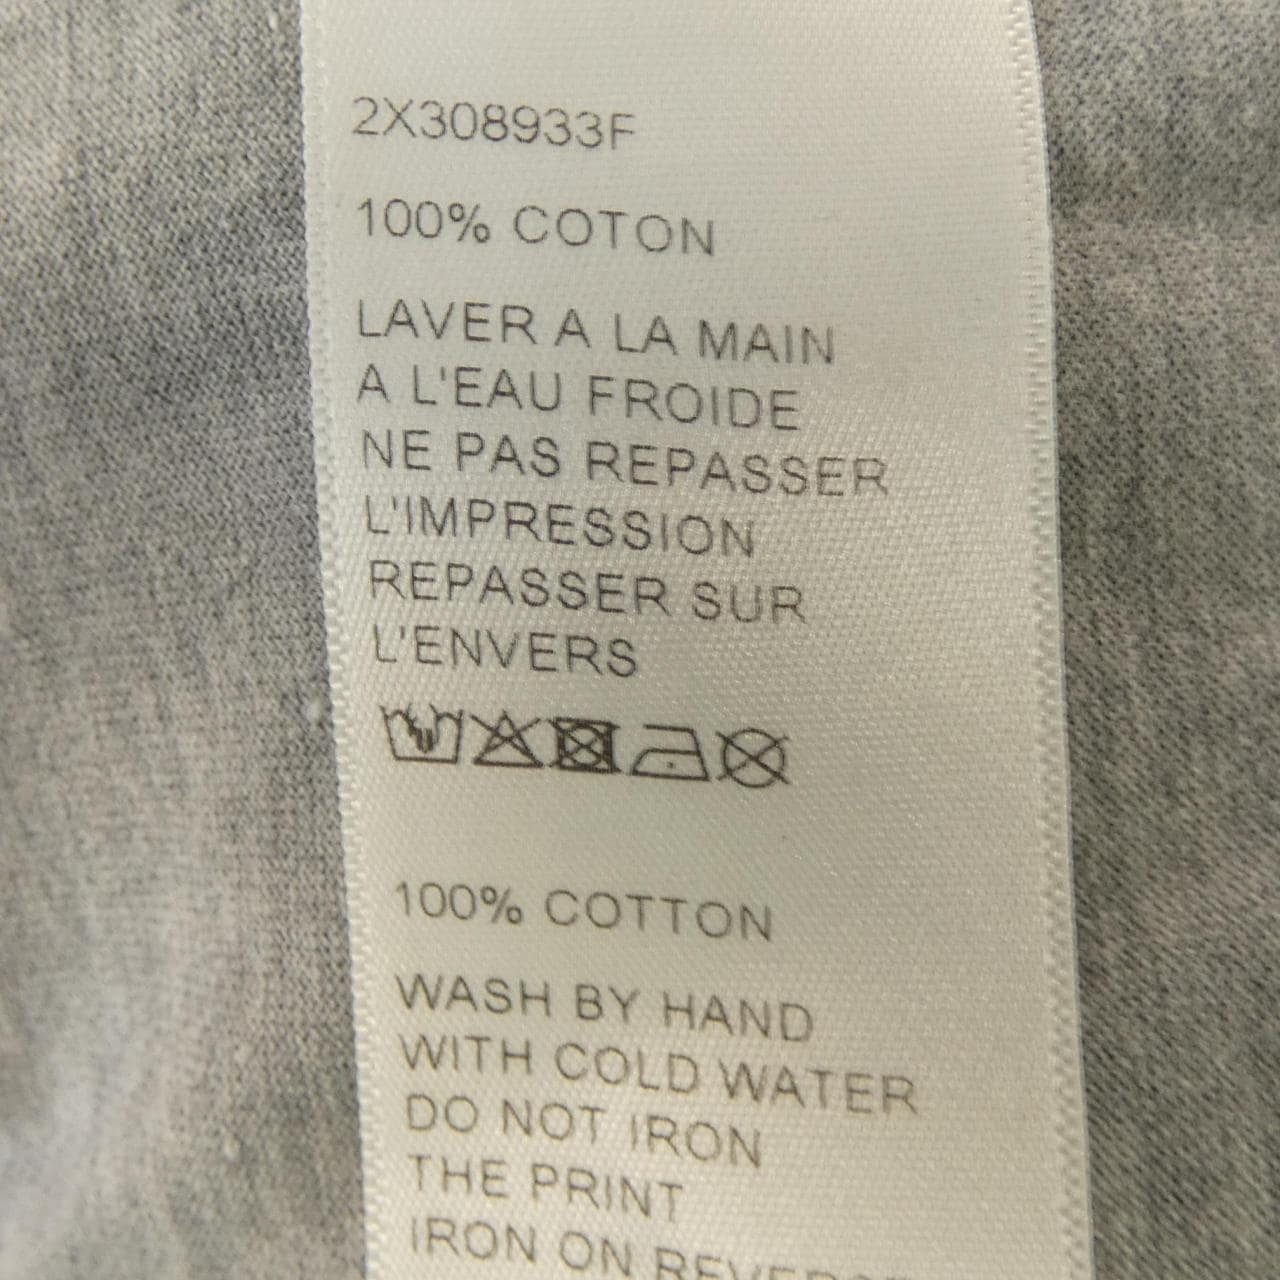 2X308933F
100% COTON
LAVER A LA MAIN
A L'EAU FROIDE
NE PAS REPASSER
L'IMPRESSION
REPASSER SUR
L'ENVERS
100% COTTON
WASH BY HAND
WITH COLD WATER
DO NOT IRON
THE PRINT
IRON ON